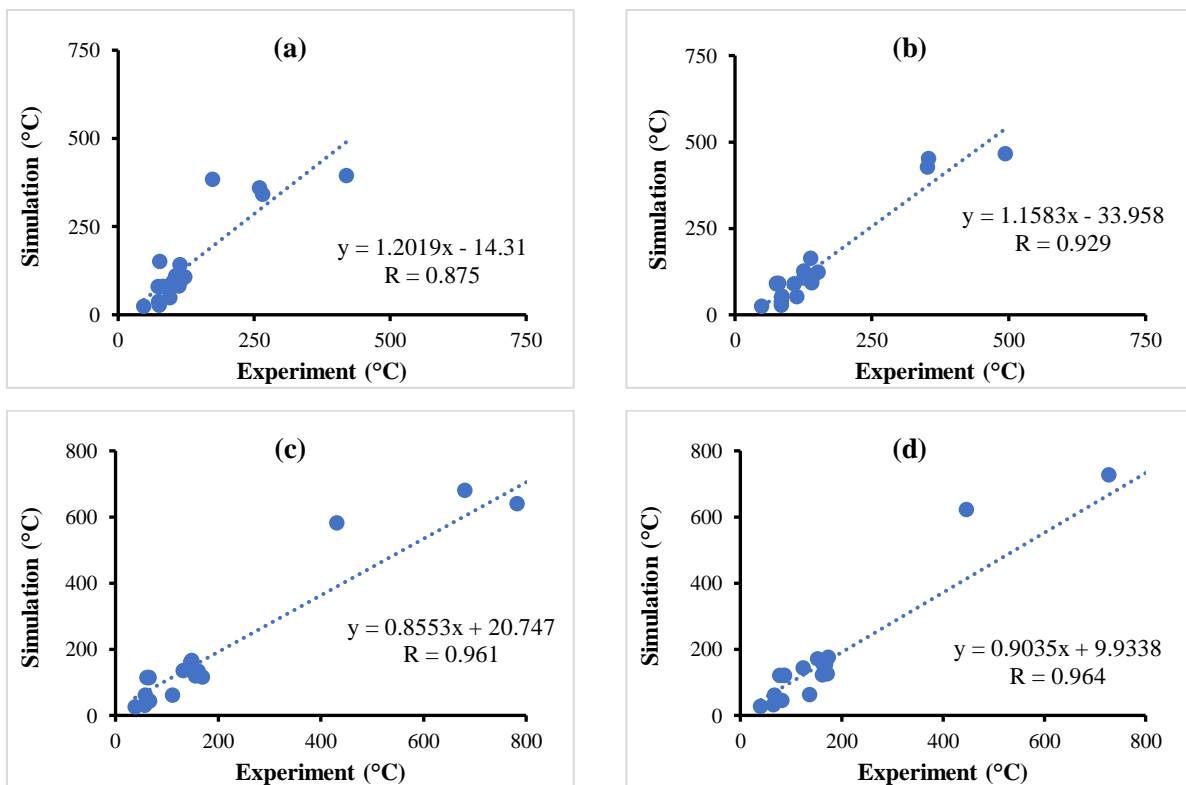 (a)
750
500
250
0
0
250
500
750
Simulation (°C)
Experiment (°C)
y = 1.2019x - 14.31
R = 0.875
(b)
750
500
250
0
0
250
500
750
Simulation (°C)
Experiment (°C)
y = 1.1583x - 33.958
R = 0.929
(c)
800
600
400
200
0
0
200
400
600
800
Simulation (°C)
Experiment (°C)
y = 0.8553x + 20.747
R = 0.961
(d)
800
600
400
200
0
0
200
400
600
800
Simulation (°C)
Experiment (°C)
y = 0.9035x + 9.9338
R = 0.964